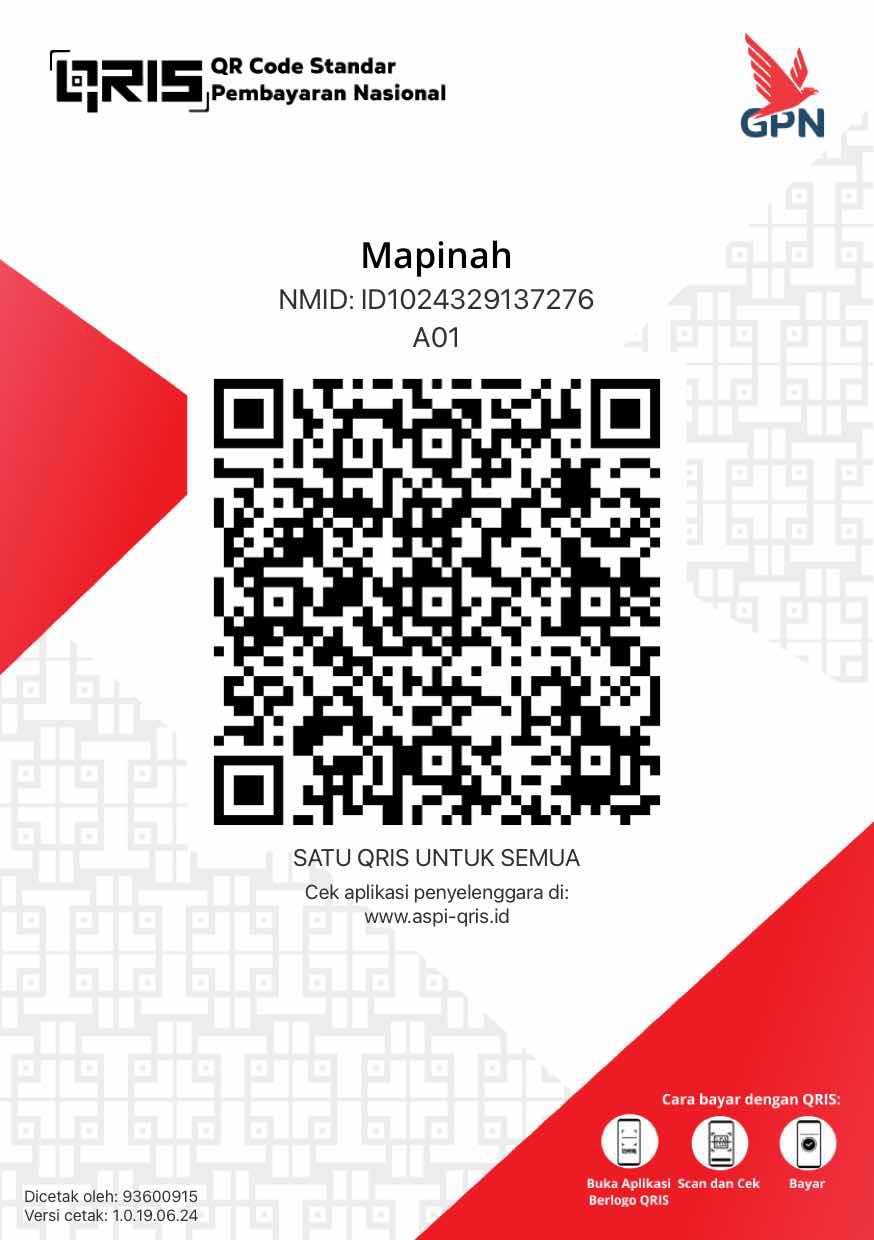 QRIS QR Code Standar
Pembayaran Nasional
GPN
Mapinah
NMID: ID1024329137276
A01
SATU QRIS UNTUK SEMUA
Cek aplikasi penyelenggara di:
www.aspi-qris.id
Cara bayar dengan QRIS:
Buka Aplikasi
Berlogo QRIS
Scan dan Cek
Bayar
Dicetak oleh: 93600915
Versi cetak: 1.0.19.06.24